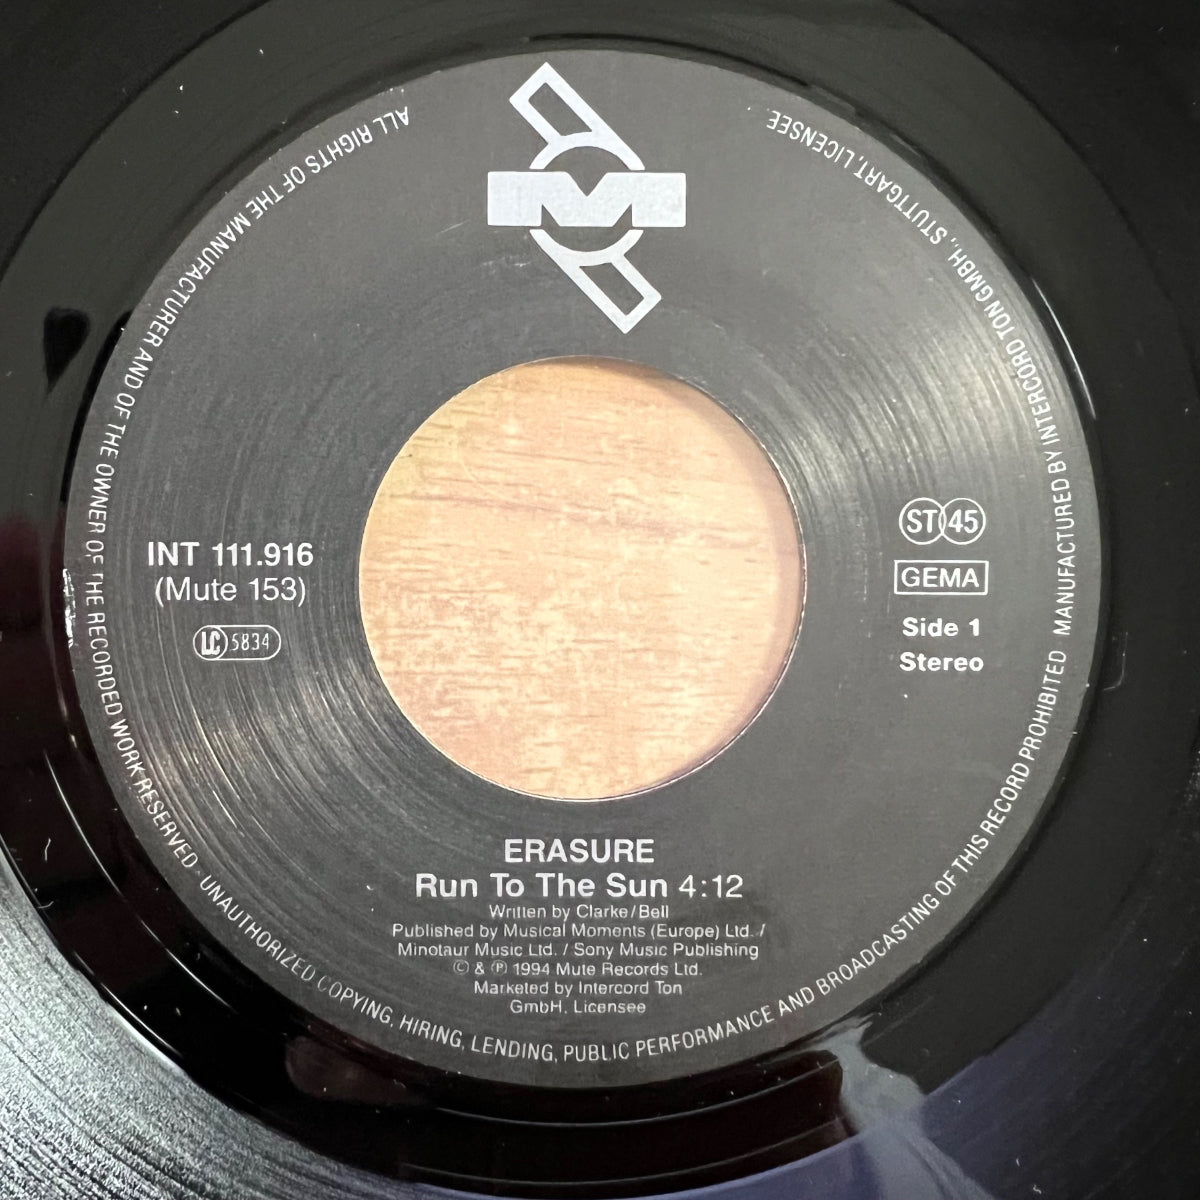 M
ALL RIGHTS OF THE MANUFACTURER AND OF THE OWNER OF THE RECORDED WORK RESERVED · UNAUTHORIZED COPYING, HIRING, LENDING, PUBLIC PERFORMANCE AND BROADCASTING OF THIS RECORD PROHIBITED MANUFACTURED BY INTERCORD TON GMBH., STUTTGART, LICENSEE
INT 111.916
(Mute 153)
LC 5834
ST 45
GEMA
Side 1
Stereo
ERASURE
Run To The Sun 4:12
Written by Clarke/Bell
Published by Musical Moments (Europe) Ltd. /
Minotaur Music Ltd. / Sony Music Publishing
© & ℗ 1994 Mute Records Ltd.
Marketed by Intercord Ton
GmbH. Licensee